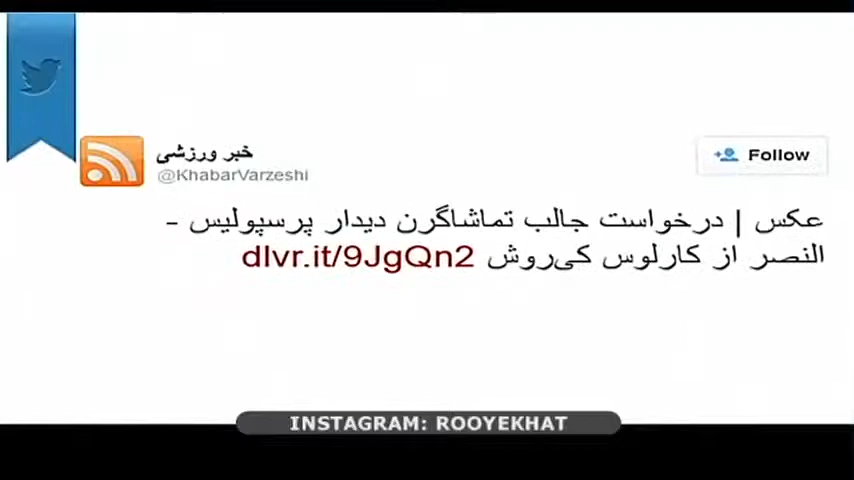 خبر ورزشی
@KhabarVarzeshi
Follow
عکس | درخواست جالب تماشاگرن دیدار پرسپولیس -
النصر از کارلوس کی‌روش dlvr.it/9JgQn2
INSTAGRAM: ROOYEKHAT